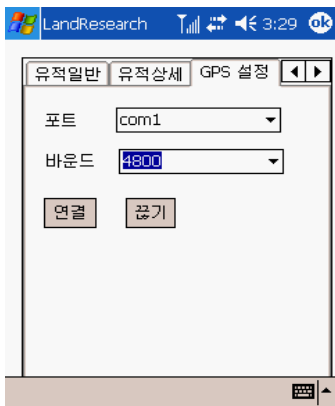 LandResearch 3:29 ok
유적일반 유적상세 GPS 설정
포트 com1
바운드 4800
연결 끊기